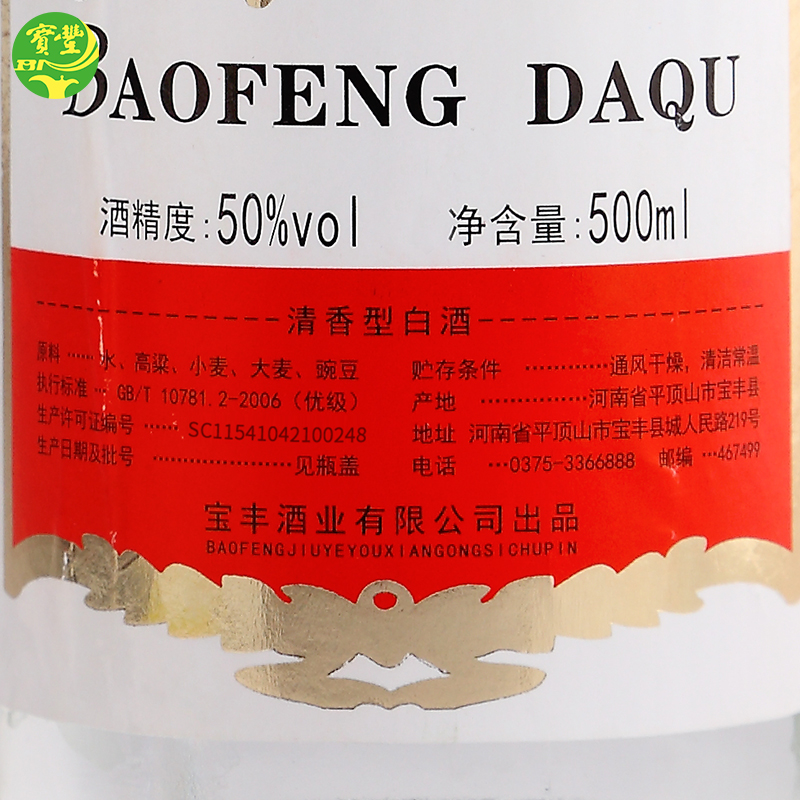 寶豐
BF
BAOFENG DAQU
酒精度:50%vol 净含量:500ml
清香型白酒
原料……水、高粱、小麦、大麦、豌豆
执行标准…GB/T 10781.2-2006（优级）
生产许可证编号……SC11541042100248
生产日期及批号……见瓶盖
贮存条件……通风干燥，清洁常温
产地……河南省平顶山市宝丰县
地址 河南省平顶山市宝丰县城人民路219号
电话…0375-3366888 邮编…467499
宝丰酒业有限公司出品
BAOFENGJIUYEYOUXIANGONGSICHUPIN